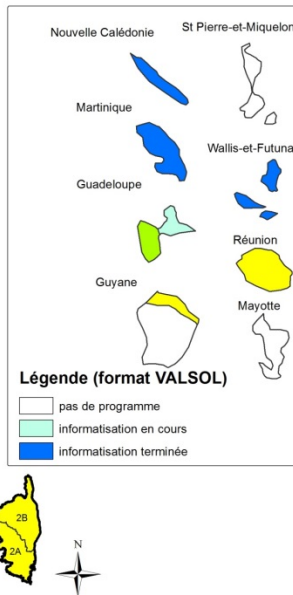 Nouvelle Calédonie
St Pierre-et-Miquelon
Martinique
Wallis-et-Futuna
Guadeloupe
Réunion
Guyane
Mayotte
Légende (format VALSOL)
pas de programme
informatisation en cours
informatisation terminée
2B
2A
N